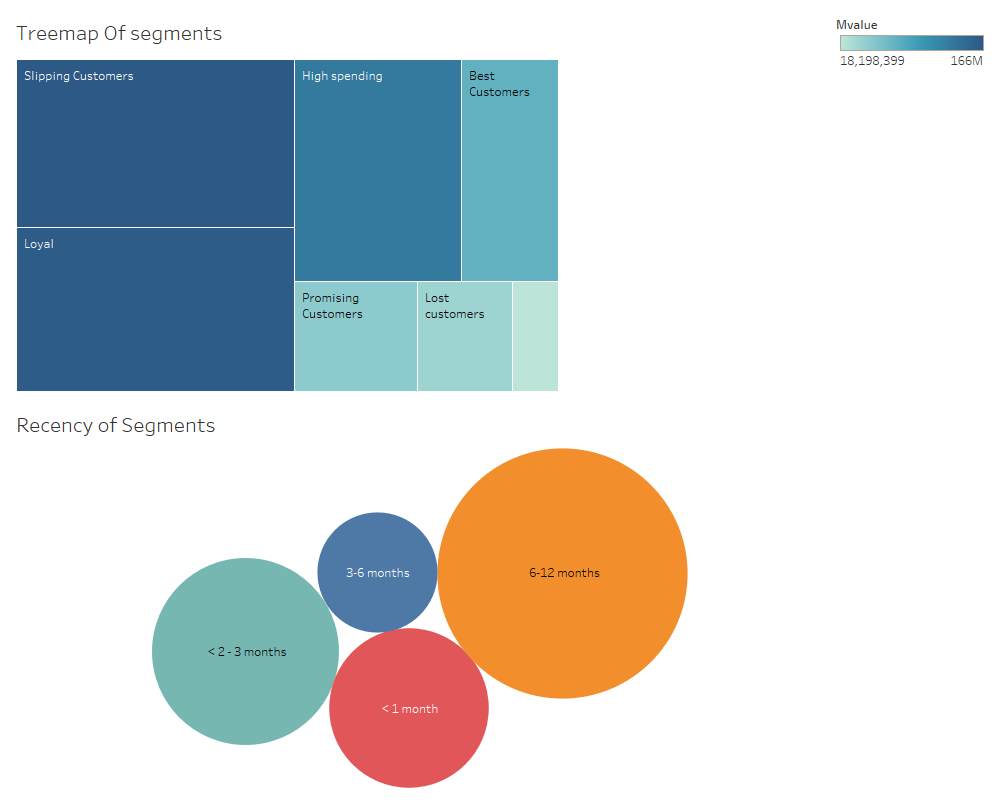 Treemap Of segments
Mvalue
18,198,399 166M
Slipping Customers
High spending
Best
Customers
Loyal
Promising
Customers
Lost
customers
Recency of Segments
3-6 months
6-12 months
< 2 - 3 months
< 1 month